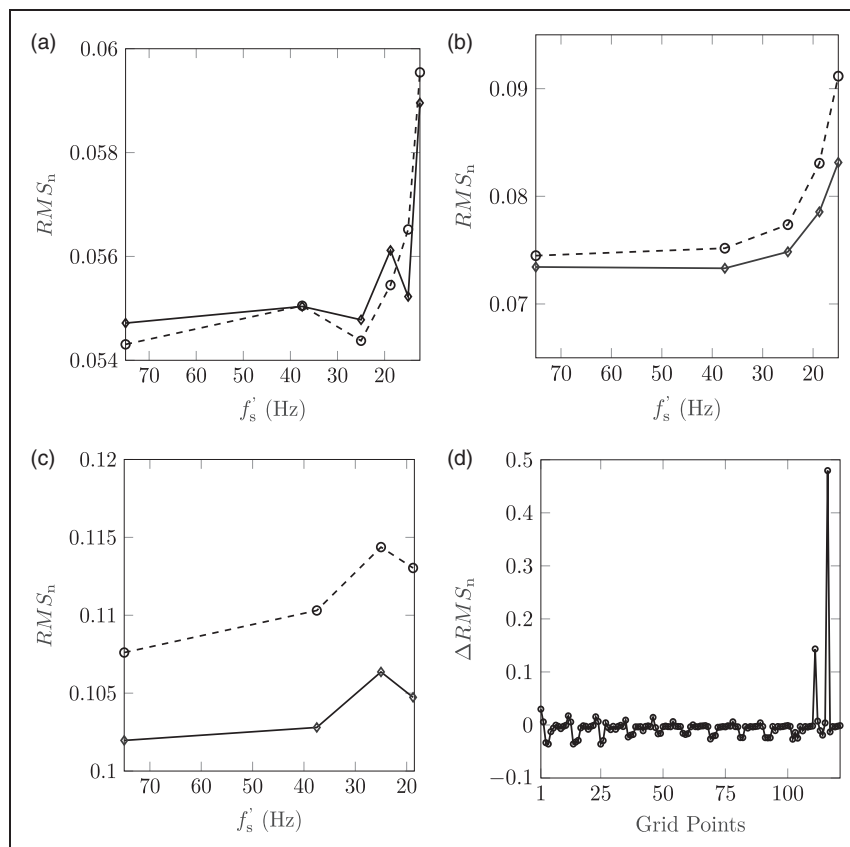 (a)
0.06
0.058
0.056
0.054
RMSₙ
70 60 50 40 30 20
fₛ' (Hz)
(b)
0.09
0.08
0.07
RMSₙ
70 60 50 40 30 20
fₛ' (Hz)
(c)
0.12
0.115
0.11
0.105
0.1
RMSₙ
70 60 50 40 30 20
fₛ' (Hz)
(d)
0.5
0.4
0.3
0.2
0.1
0
−0.1
ΔRMSₙ
1 25 50 75 100
Grid Points